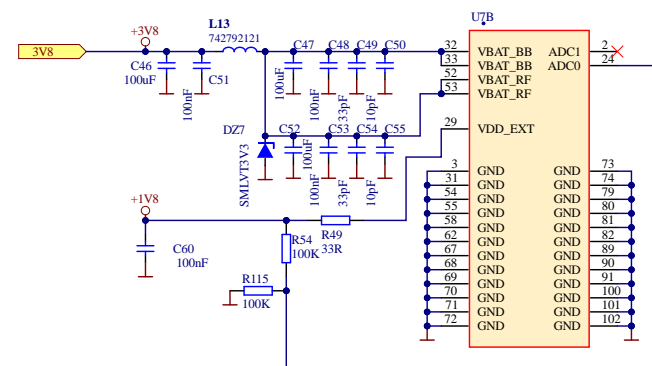 U7B
L13
742792121
+3V8
3V8
C46
100uF
C51
100nF
C47
100uF
C48
100nF
C49
33pF
C50
10pF
32 VBAT_BB ADC1 2
33 VBAT_BB ADC0 24
52 VBAT_RF
53 VBAT_RF
DZ7
SMLVT3V3
C52
100uF
C53
100nF
C54
33pF
C55
10pF
29 VDD_EXT
3 GND GND 73
31 GND GND 74
54 GND GND 79
55 GND GND 80
58 GND GND 81
62 GND GND 82
67 GND GND 89
68 GND GND 90
69 GND GND 91
70 GND GND 100
71 GND GND 101
72 GND GND 102
+1V8
C60
100nF
R54
100K
R49
33R
R115
100K